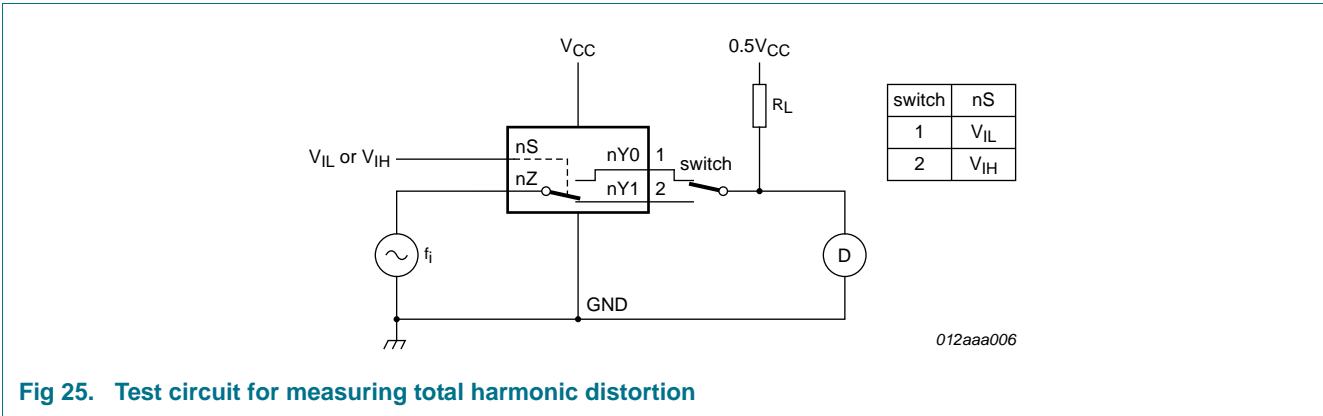 VCC
0.5VCC
RL
switch nS
1 VIL
2 VIH
VIL or VIH
nS
nY0 1
switch
nZ
nY1 2
fi
D
GND
012aaa006
Fig 25. Test circuit for measuring total harmonic distortion